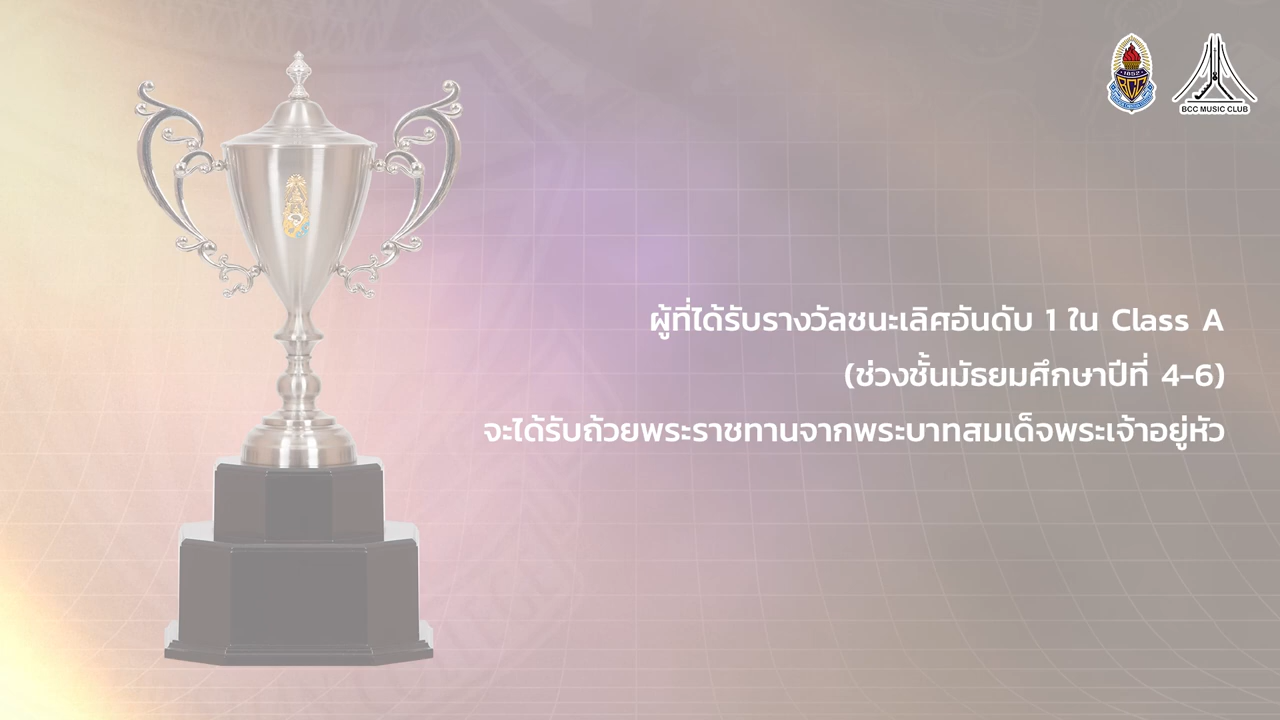 1852
BCC
BCC MUSIC CLUB
ผู้ที่ได้รับรางวัลชนะเลิศอันดับ 1 ใน Class A
(ช่วงชั้นมัธยมศึกษาปีที่ 4-6)
จะได้รับถ้วยพระราชทานจากพระบาทสมเด็จพระเจ้าอยู่หัว